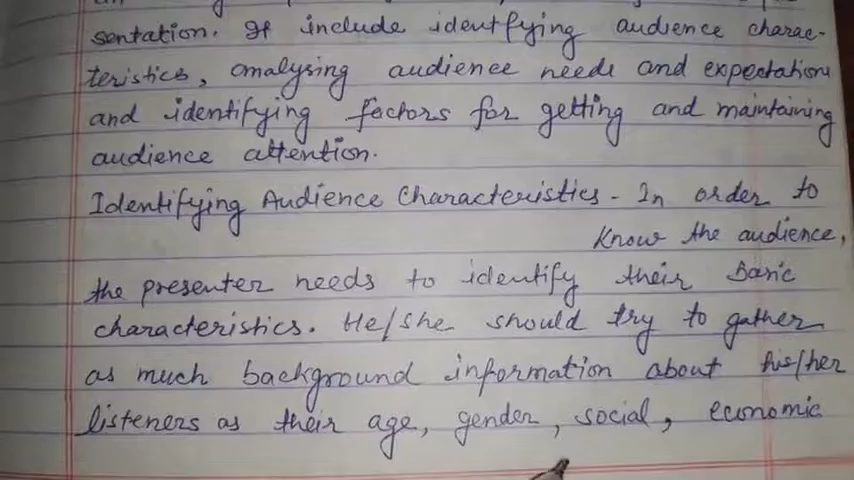 sentation. It include identfying audience charac-
teristics, analysing audience needs and expectations
and identifying factors for getting and maintaining
audience attention.
Identifying Audience Characteristics - In order to
Know the audience,
the presenter needs to identify their basic
characteristics. He/she should try to gather
as much background information about his/her
listeners as their age, gender, social, economic